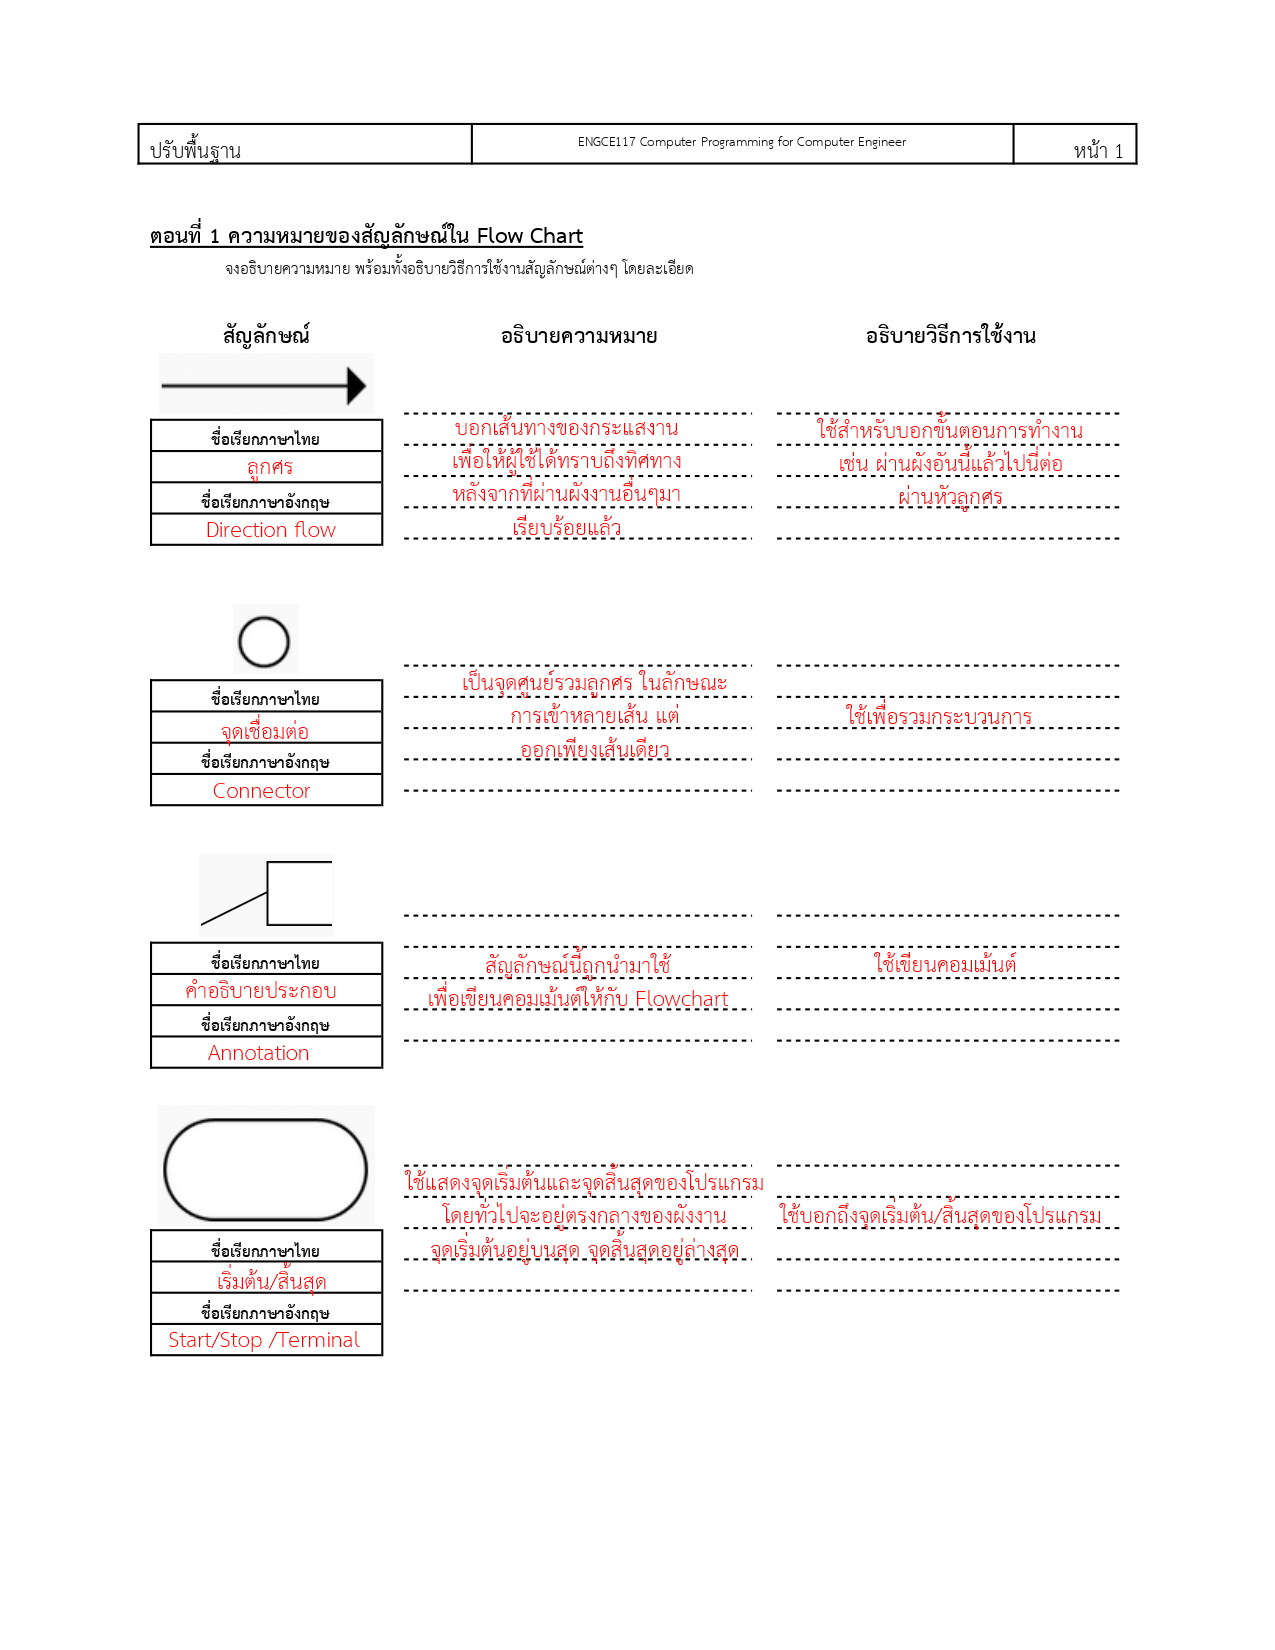 ปรับพื้นฐาน
ENGCE117 Computer Programming for Computer Engineer
หน้า 1
ตอนที่ 1 ความหมายของสัญลักษณ์ใน Flow Chart
จงอธิบายความหมาย พร้อมทั้งอธิบายวิธีการใช้งานสัญลักษณ์ต่างๆ โดยละเอียด
สัญลักษณ์
อธิบายความหมาย
อธิบายวิธีการใช้งาน
ชื่อเรียกภาษาไทย
ลูกศร
ชื่อเรียกภาษาอังกฤษ
Direction flow
บอกเส้นทางของกระแสงาน
เพื่อให้ผู้ใช้ได้ทราบถึงทิศทาง
หลังจากที่ผ่านผังงานอื่นๆมา
เรียบร้อยแล้ว
ใช้สำหรับบอกขั้นตอนการทำงาน
เช่น ผ่านผังอันนี้แล้วไปนี่ต่อ
ผ่านหัวลูกศร
ชื่อเรียกภาษาไทย
จุดเชื่อมต่อ
ชื่อเรียกภาษาอังกฤษ
Connector
เป็นจุดศูนย์รวมลูกศร ในลักษณะ
การเข้าหลายเส้น แต่
ออกเพียงเส้นเดียว
ใช้เพื่อรวมกระบวนการ
ชื่อเรียกภาษาไทย
คำอธิบายประกอบ
ชื่อเรียกภาษาอังกฤษ
Annotation
สัญลักษณ์นี้ถูกนำมาใช้
เพื่อเขียนคอมเม้นต์ให้กับ Flowchart
ใช้เขียนคอมเม้นต์
ชื่อเรียกภาษาไทย
เริ่มต้น/สิ้นสุด
ชื่อเรียกภาษาอังกฤษ
Start/Stop /Terminal
ใช้แสดงจุดเริ่มต้นและจุดสิ้นสุดของโปรแกรม
โดยทั่วไปจะอยู่ตรงกลางของผังงาน
จุดเริ่มต้นอยู่บนสุด จุดสิ้นสุดอยู่ล่างสุด
ใช้บอกถึงจุดเริ่มต้น/สิ้นสุดของโปรแกรม